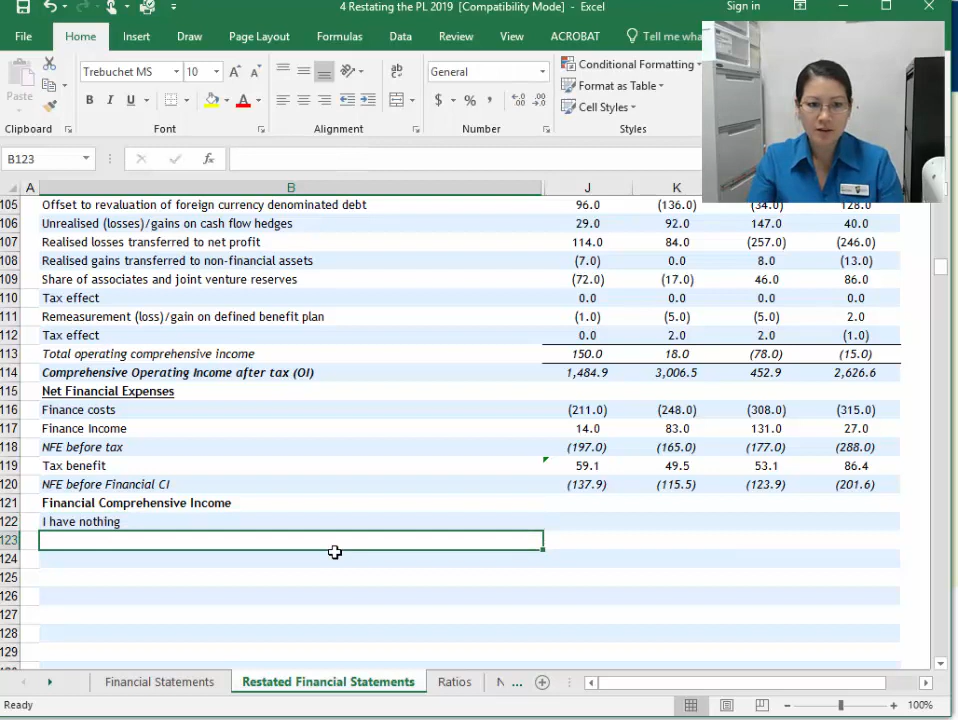 4 Restating the PL 2019 [Compatibility Mode] - Excel Sign in
File Home Insert Draw Page Layout Formulas Data Review View ACROBAT Tell me wha
Paste Trebuchet MS 10 A A ab General Conditional Formatting
B I U A $ % , Format as Table
Cell Styles
Clipboard Font Alignment Number Styles
B123 fx
A B J K
105 Offset to revaluation of foreign currency denominated debt 96.0 (136.0) (34.0) 128.0
106 Unrealised (losses)/gains on cash flow hedges 29.0 92.0 147.0 40.0
107 Realised losses transferred to net profit 114.0 84.0 (257.0) (246.0)
108 Realised gains transferred to non-financial assets (7.0) 0.0 8.0 (13.0)
109 Share of associates and joint venture reserves (72.0) (17.0) 46.0 86.0
110 Tax effect 0.0 0.0 0.0 0.0
111 Remeasurement (loss)/gain on defined benefit plan (1.0) (5.0) (5.0) 2.0
112 Tax effect 0.0 2.0 2.0 (1.0)
113 Total operating comprehensive income 150.0 18.0 (78.0) (15.0)
114 Comprehensive Operating Income after tax (OI) 1,484.9 3,006.5 452.9 2,626.6
115 Net Financial Expenses
116 Finance costs (211.0) (248.0) (308.0) (315.0)
117 Finance Income 14.0 83.0 131.0 27.0
118 NFE before tax (197.0) (165.0) (177.0) (288.0)
119 Tax benefit 59.1 49.5 53.1 86.4
120 NFE before Financial CI (137.9) (115.5) (123.9) (201.6)
121 Financial Comprehensive Income
122 I have nothing
123
124
125
126
127
128
129
Financial Statements Restated Financial Statements Ratios N ...
Ready 100%